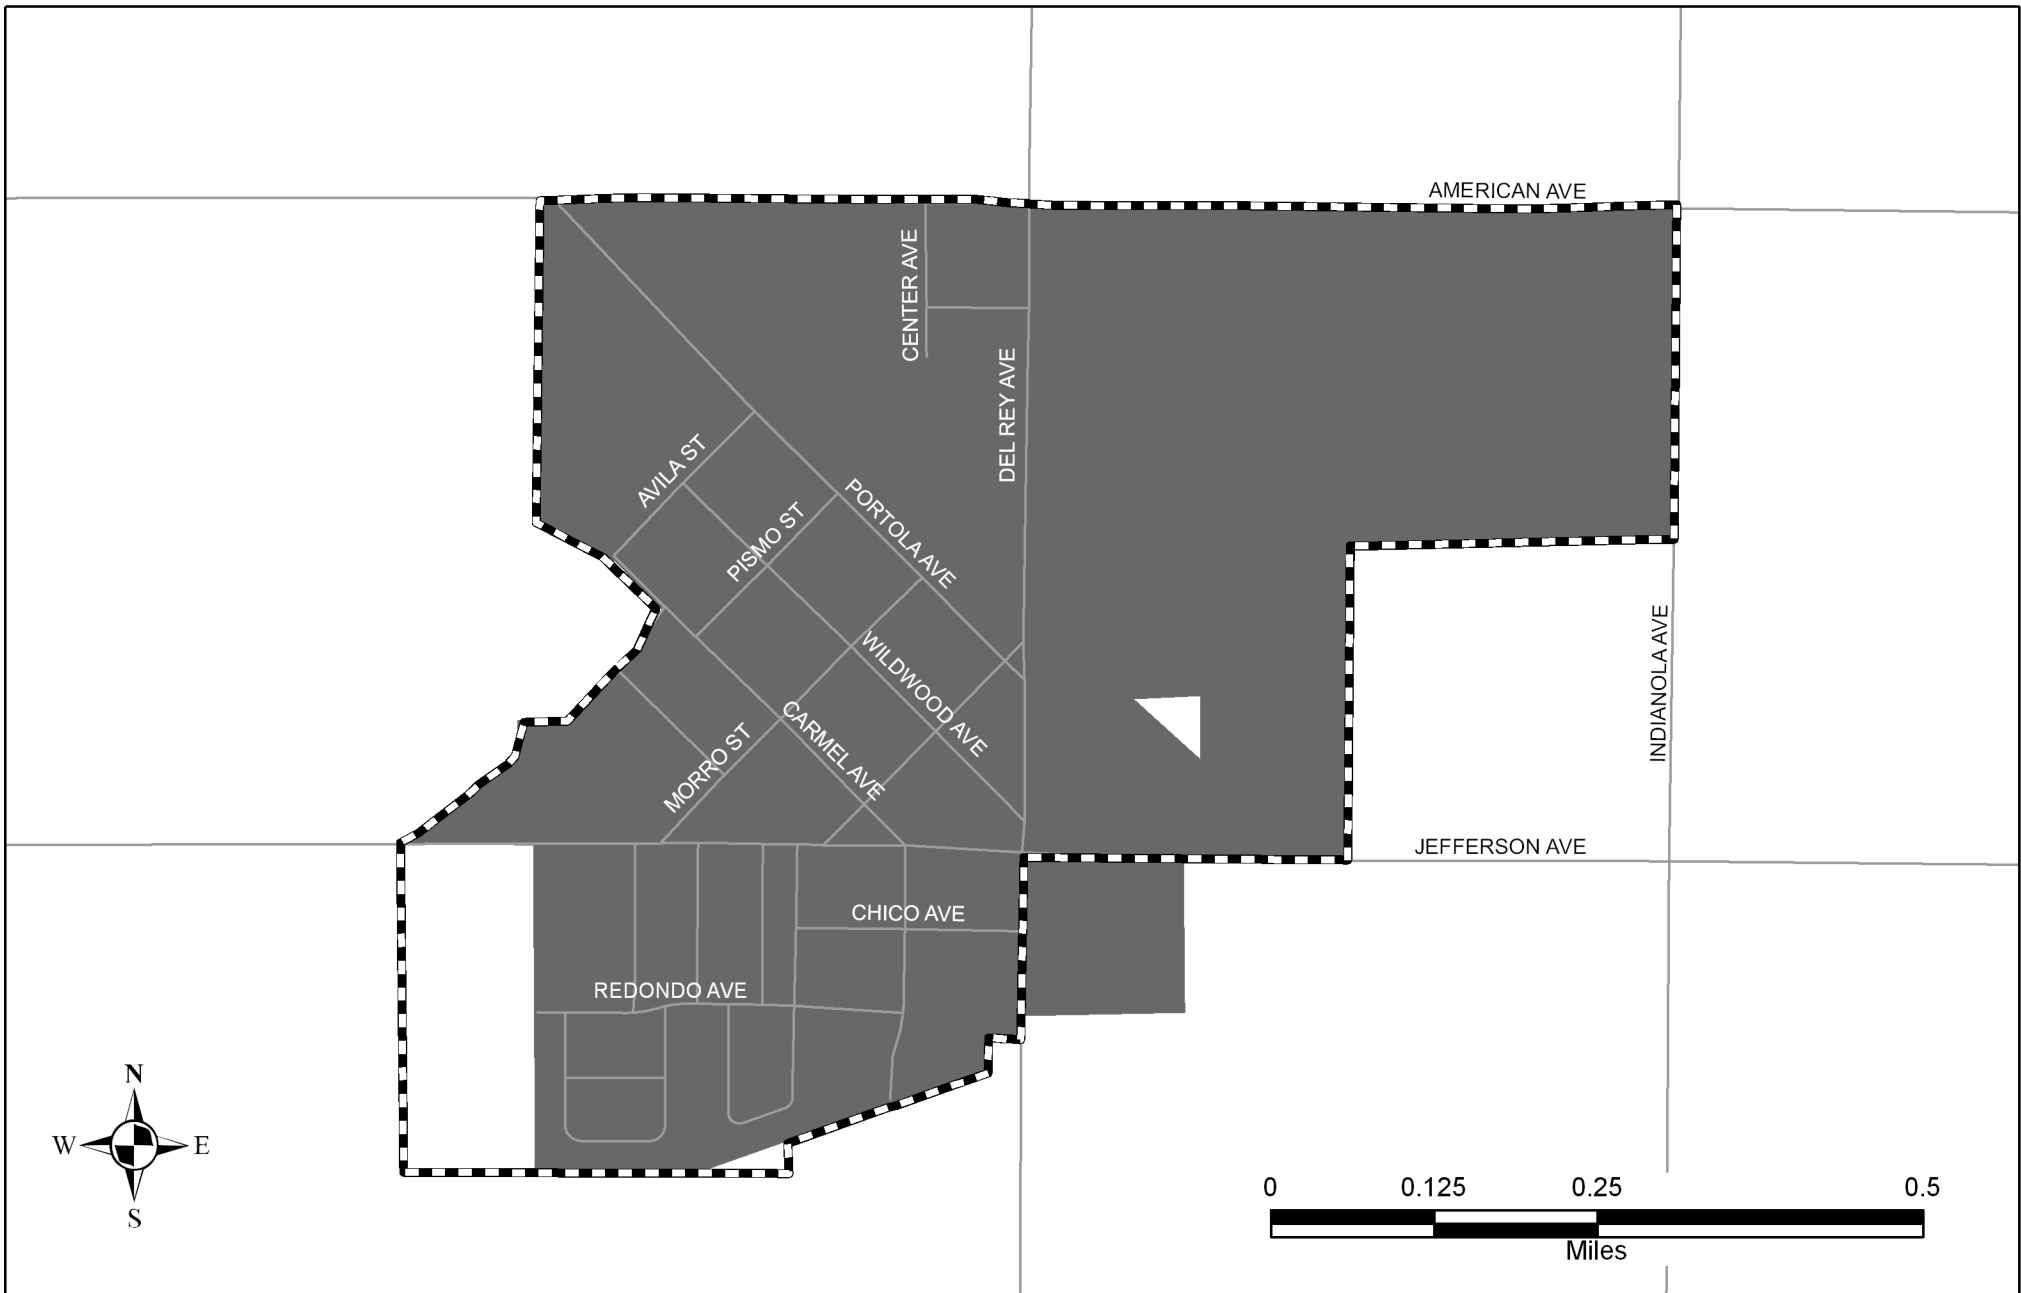 AMERICAN AVE
CENTER AVE
DEL REY AVE
AVILA ST
PISMO ST
PORTOLA AVE
INDIANOLA AVE
WILDWOOD AVE
CARMEL AVE
MORRO ST
JEFFERSON AVE
CHICO AVE
REDONDO AVE
N
W E
S
0 0.125 0.25 0.5
Miles